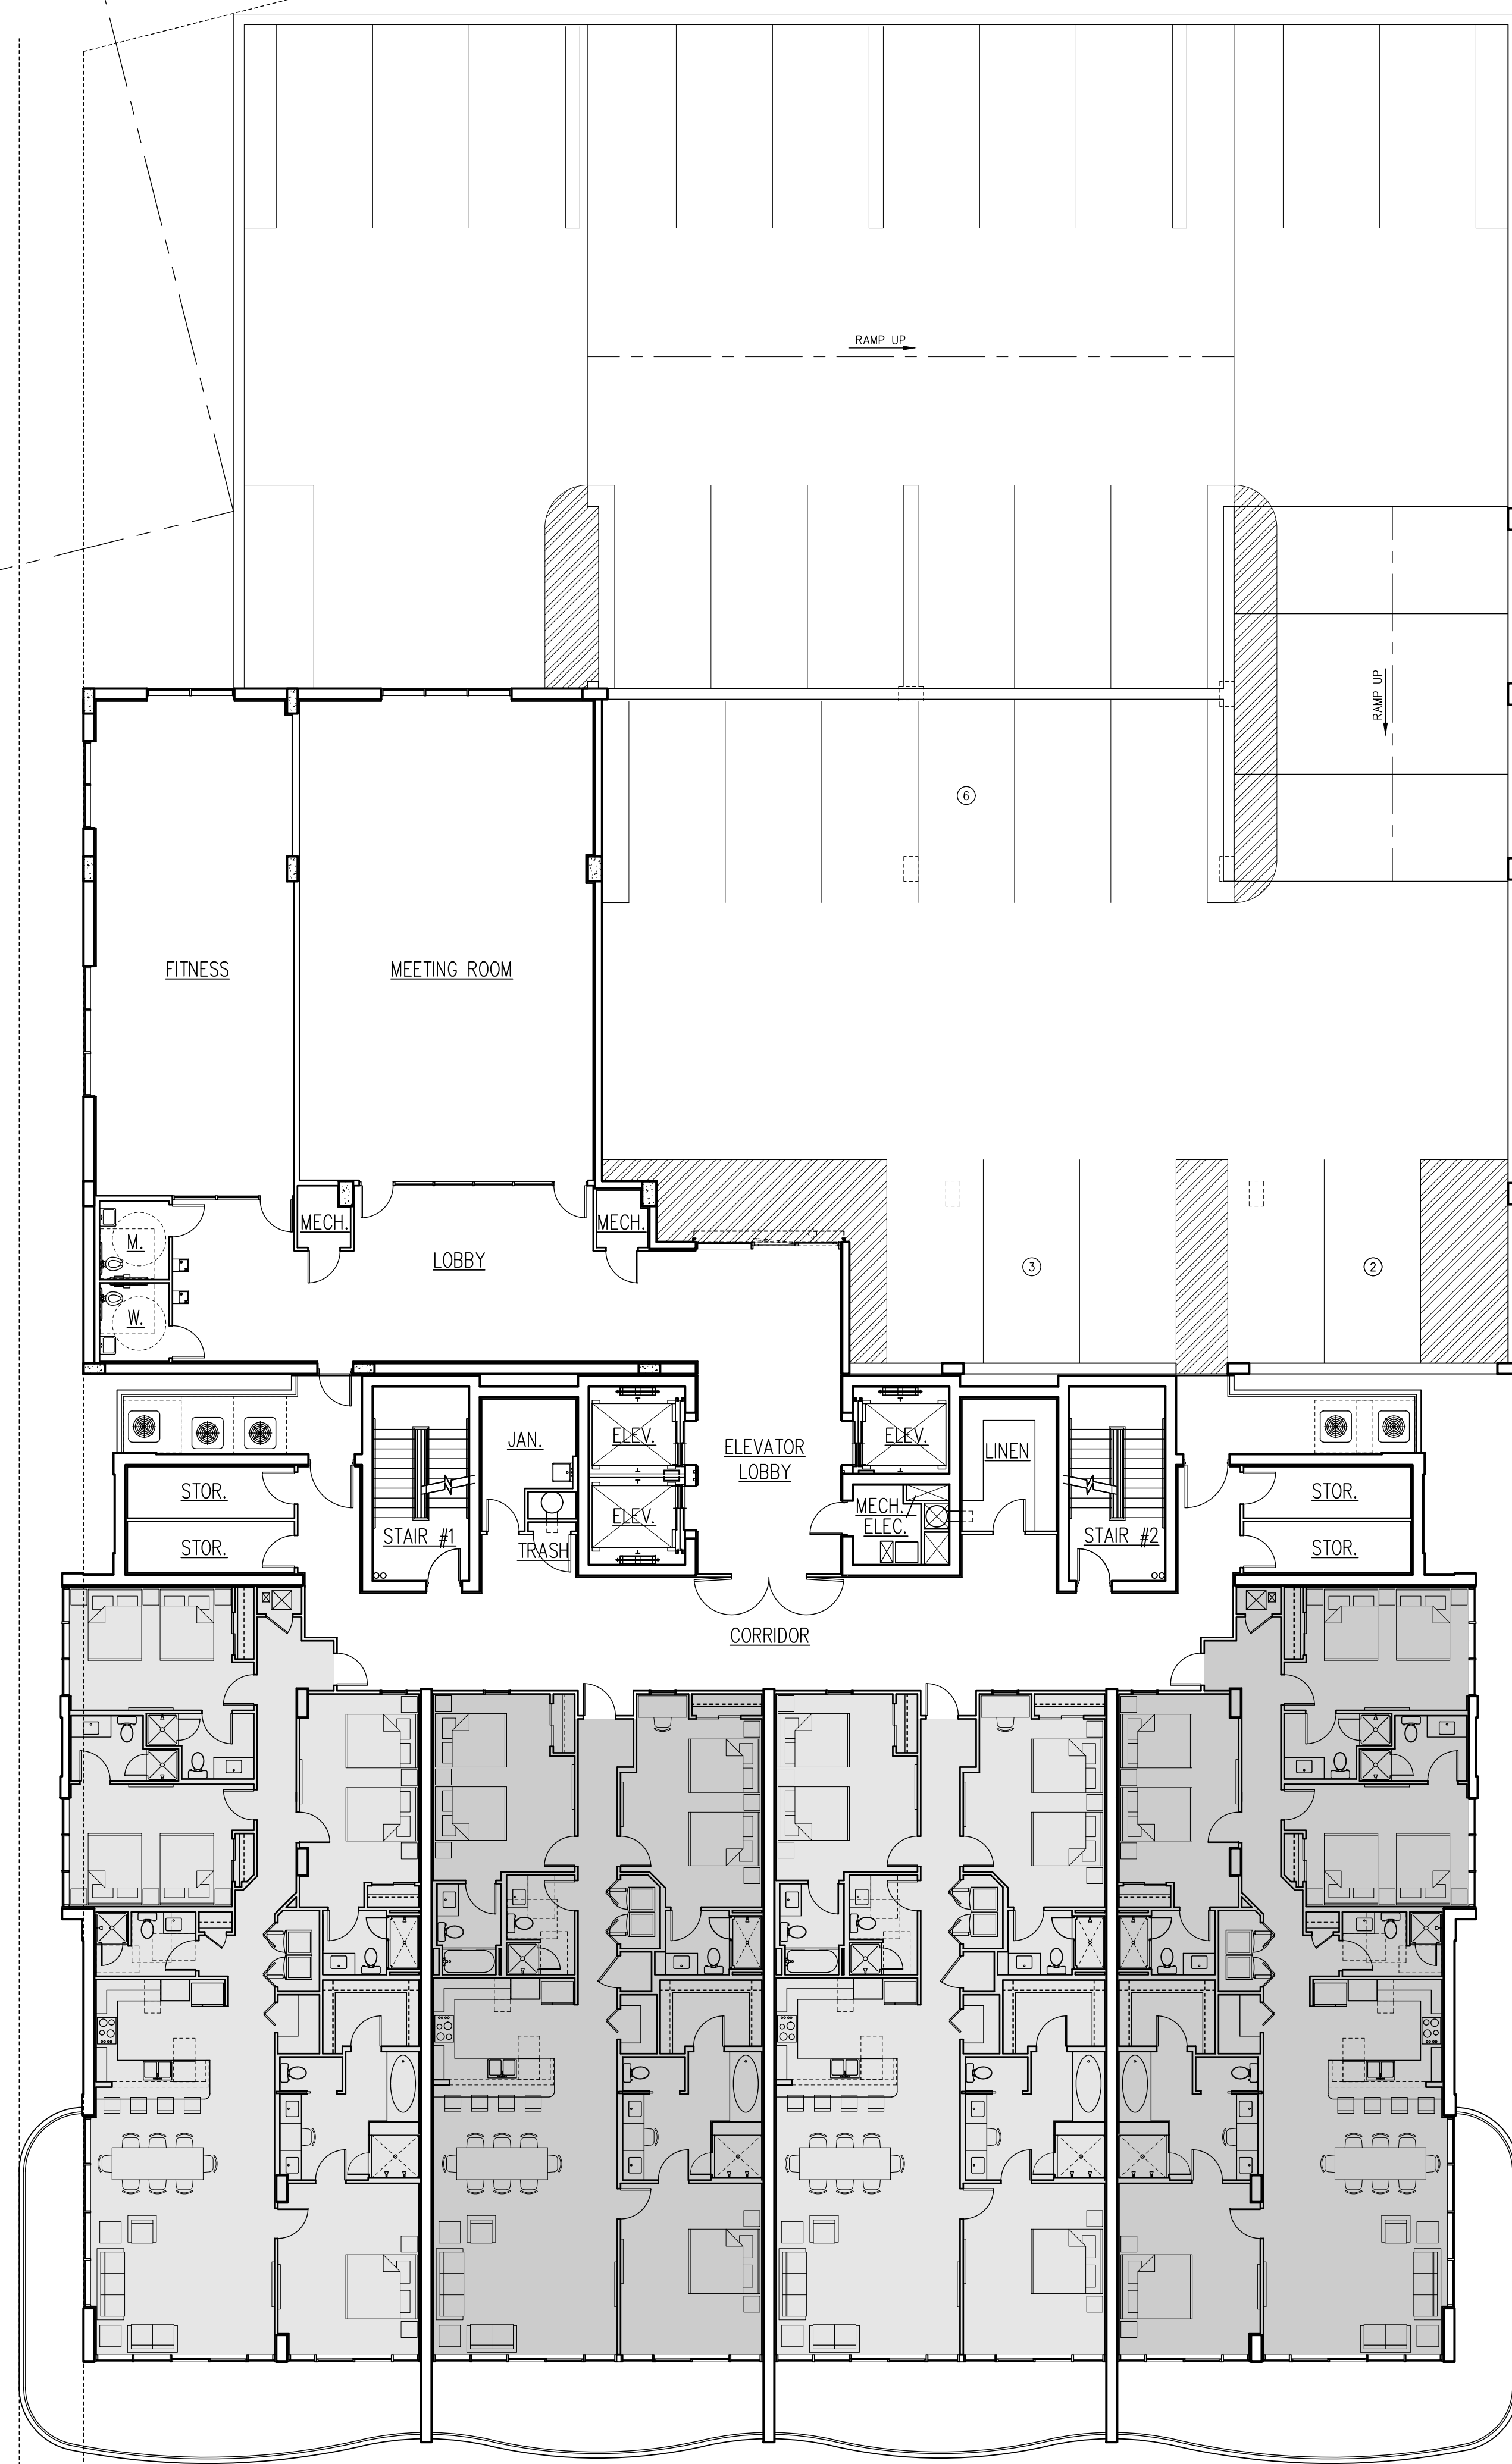 RAMP UP
RAMP UP
6
FITNESS
MEETING ROOM
MECH.
MECH.
M.
LOBBY
W.
3
2
JAN.
ELEV.
ELEVATOR
LOBBY
ELEV.
LINEN
STOR.
STOR.
ELEV.
MECH./
ELEC.
STAIR #1
STAIR #2
TRASH
STOR.
STOR.
CORRIDOR